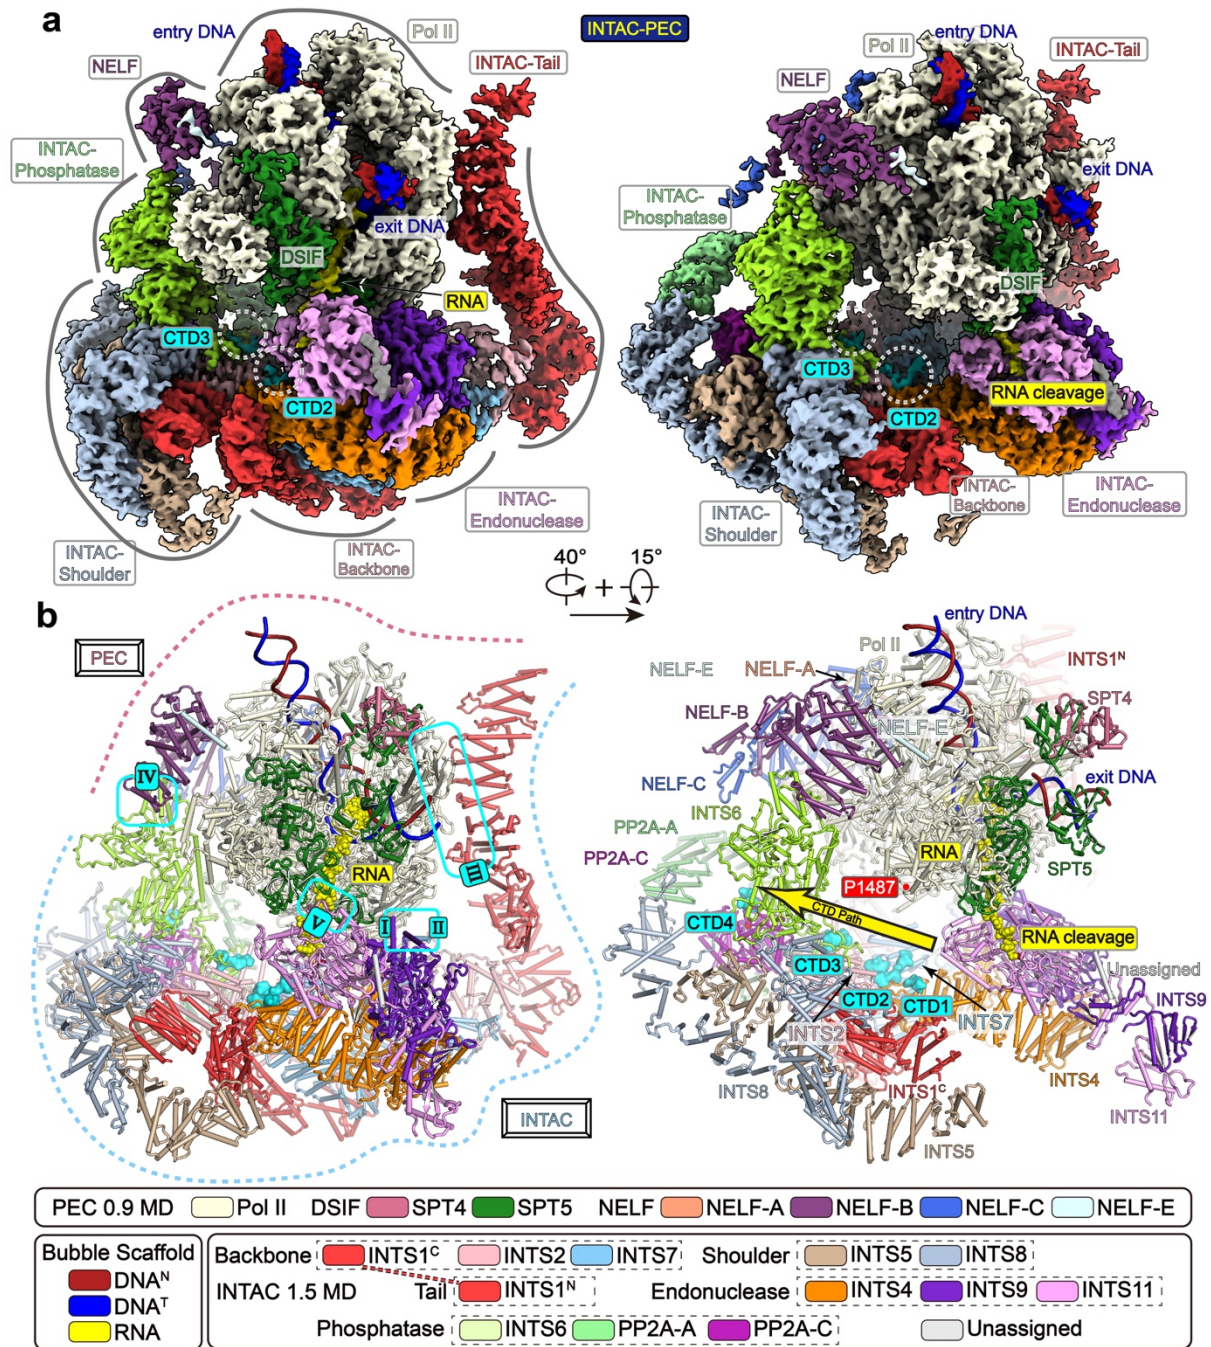 a
entry DNA
Pol II
INTAC-PEC
NELF
INTAC-Tail
INTAC-
Phosphatase
exit DNA
DSIF
RNA
CTD3
CTD2
INTAC-
Endonuclease
INTAC-
Shoulder
INTAC-
Backbone
entry DNA
Pol II
INTAC-Tail
NELF
exit DNA
INTAC-
Phosphatase
DSIF
CTD3
RNA cleavage
CTD2
INTAC-
Shoulder
INTAC-
Backbone
INTAC-
Endonuclease
40° + 15°
b
PEC
IV
III
RNA
V
I
II
INTAC
entry DNA
Pol II
NELF-E
NELF-A
INTS1ᴺ
SPT4
NELF-B
NELF-E
NELF-C
exit DNA
INTS6
PP2A-A
RNA
PP2A-C
P1487
SPT5
CTD Path
CTD4
RNA cleavage
CTD3
Unassigned
CTD2
CTD1
INTS9
INTS2
INTS7
INTS8
INTS1ᶜ
INTS4
INTS11
INTS5
PEC 0.9 MD Pol II DSIF SPT4 SPT5 NELF NELF-A NELF-B NELF-C NELF-E
Bubble Scaffold
DNAᴺ
DNAᵀ
RNA
Backbone INTS1ᶜ INTS2 INTS7 Shoulder INTS5 INTS8
INTAC 1.5 MD Tail INTS1ᴺ Endonuclease INTS4 INTS9 INTS11
Phosphatase INTS6 PP2A-A PP2A-C Unassigned